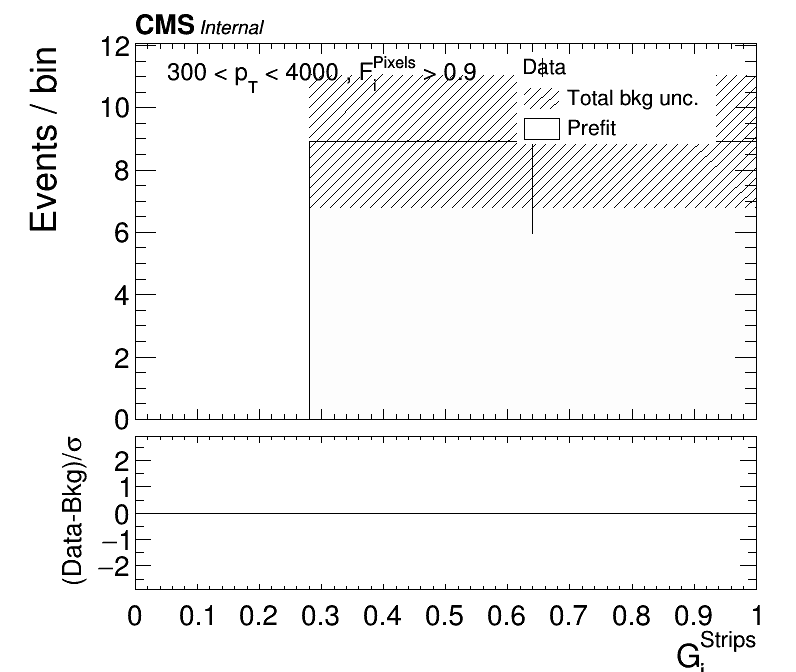 CMS Internal
300 < p_T < 4000 , F_i^Pixels > 0.9
Data
Total bkg unc.
Prefit
Events / bin
12
10
8
6
4
2
0
(Data-Bkg)/σ
2
1
0
−1
−2
0 0.1 0.2 0.3 0.4 0.5 0.6 0.7 0.8 0.9 1
G_i^Strips